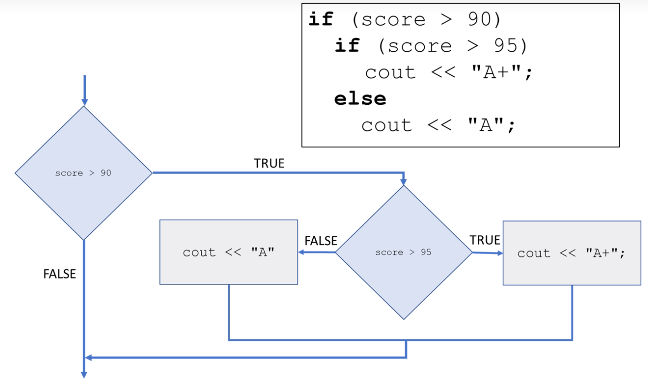 if (score > 90)
if (score > 95)
cout << "A+";
else
cout << "A";
score > 90
TRUE
cout << "A"
FALSE
score > 95
TRUE
cout << "A+";
FALSE